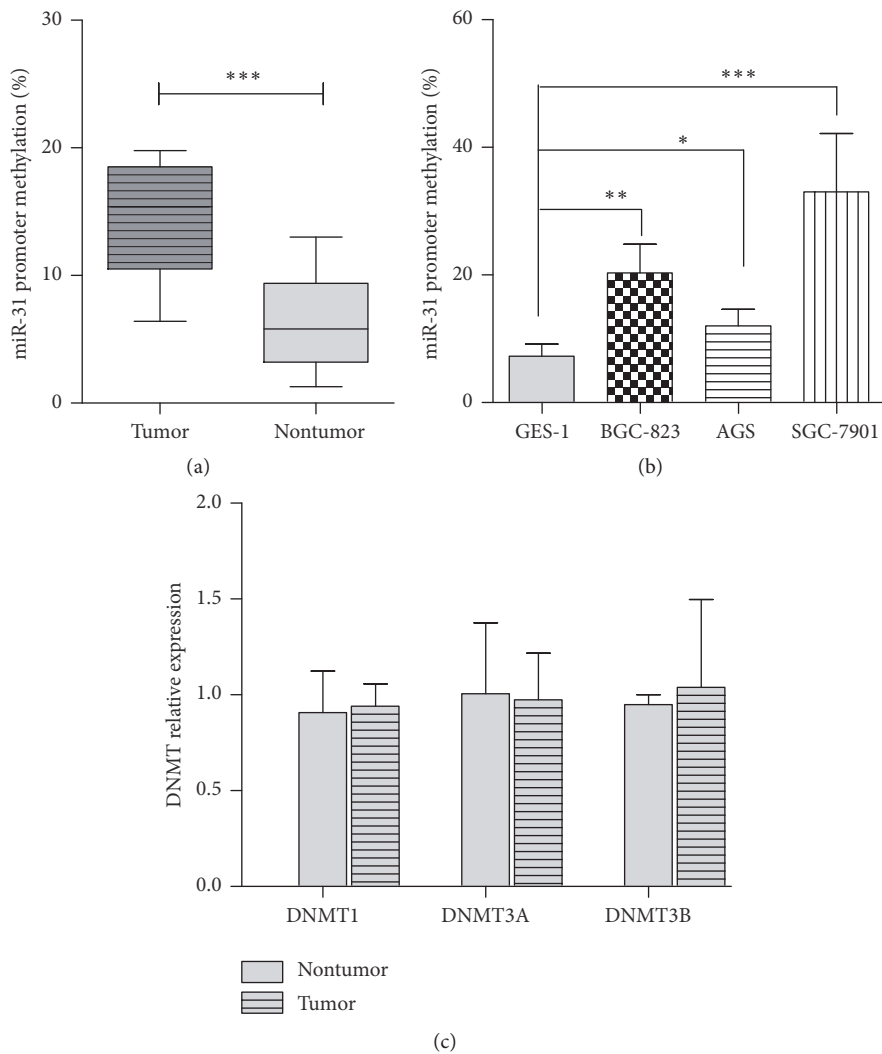 miR-31 promoter methylation (%)
30
20
10
0
***
Tumor
Nontumor
(a)
miR-31 promoter methylation (%)
60
40
20
0
***
*
**
GES-1
BGC-823
AGS
SGC-7901
(b)
DNMT relative expression
2.0
1.5
1.0
0.5
0.0
DNMT1
DNMT3A
DNMT3B
Nontumor
Tumor
(c)